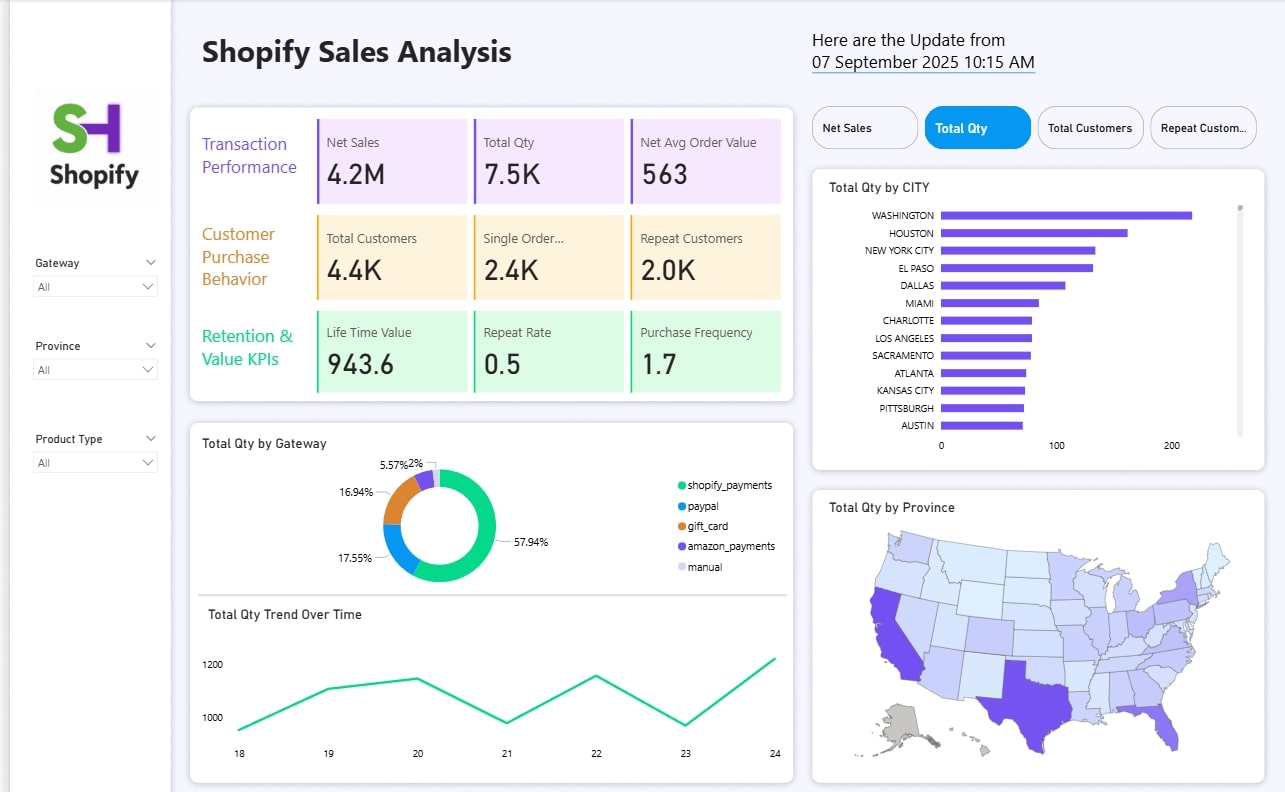 Shopify Sales Analysis
Here are the Update from
07 September 2025 10:15 AM
SH
Shopify
Gateway
All
Province
All
Product Type
All
Transaction
Performance
Net Sales
4.2M
Total Qty
7.5K
Net Avg Order Value
563
Customer
Purchase
Behavior
Total Customers
4.4K
Single Order...
2.4K
Repeat Customers
2.0K
Retention &
Value KPIs
Life Time Value
943.6
Repeat Rate
0.5
Purchase Frequency
1.7
Net Sales
Total Qty
Total Customers
Repeat Custom...
Total Qty by CITY
WASHINGTON
HOUSTON
NEW YORK CITY
EL PASO
DALLAS
MIAMI
CHARLOTTE
LOS ANGELES
SACRAMENTO
ATLANTA
KANSAS CITY
PITTSBURGH
AUSTIN
0 100 200
Total Qty by Gateway
5.57% 2%
16.94%
17.55%
57.94%
shopify_payments
paypal
gift_card
amazon_payments
manual
Total Qty Trend Over Time
1200
1000
18 19 20 21 22 23 24
Total Qty by Province